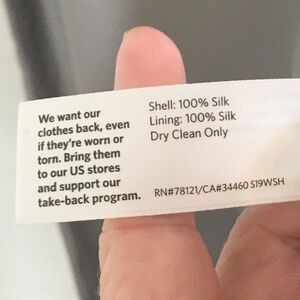 We want our
clothes back, even
if they're worn or
torn. Bring them
to our US stores
and support our
take-back program.
Shell: 100% Silk
Lining: 100% Silk
Dry Clean Only
RN#78121/CA#34460 S19WSH